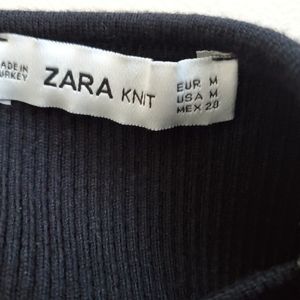 MADE IN
TURKEY
ZARA KNIT
EUR M
USA M
MEX 28